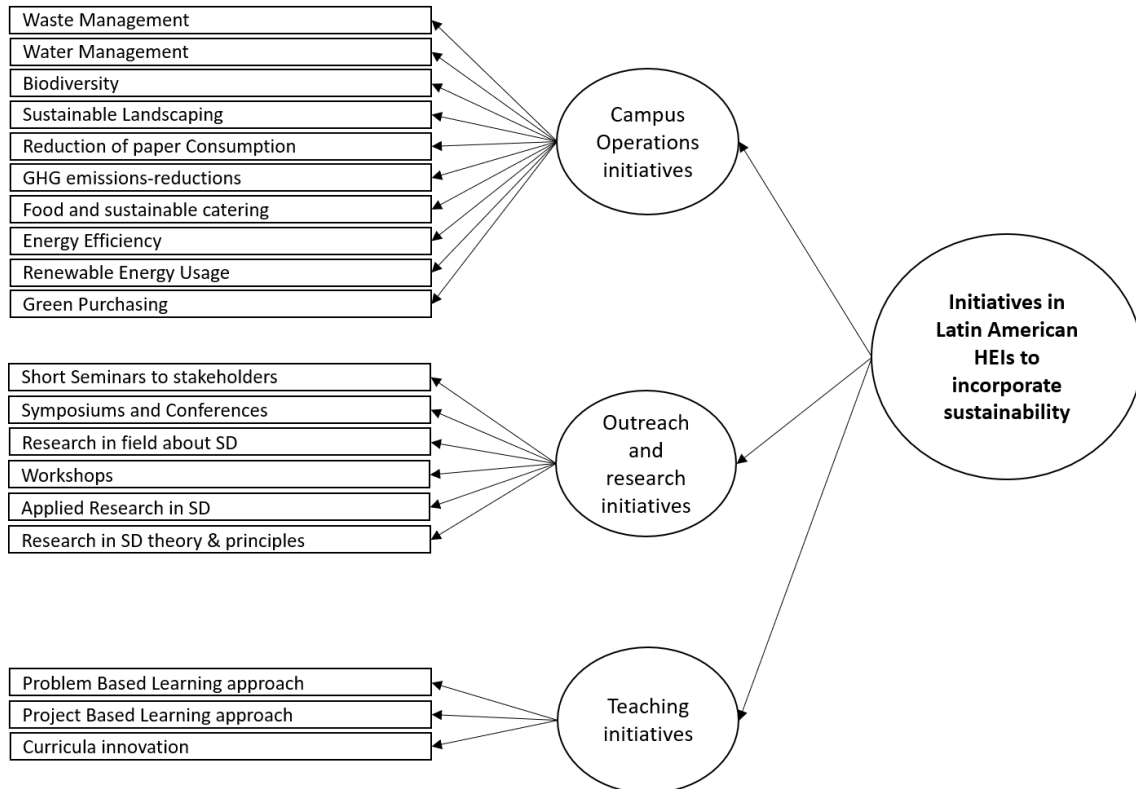 Waste Management
Water Management
Biodiversity
Sustainable Landscaping
Reduction of paper Consumption
GHG emissions-reductions
Food and sustainable catering
Energy Efficiency
Renewable Energy Usage
Green Purchasing
Campus
Operations
initiatives
Short Seminars to stakeholders
Symposiums and Conferences
Research in field about SD
Workshops
Applied Research in SD
Research in SD theory & principles
Outreach
and
research
initiatives
Problem Based Learning approach
Project Based Learning approach
Curricula innovation
Teaching
initiatives
Initiatives in
Latin American
HEIs to
incorporate
sustainability